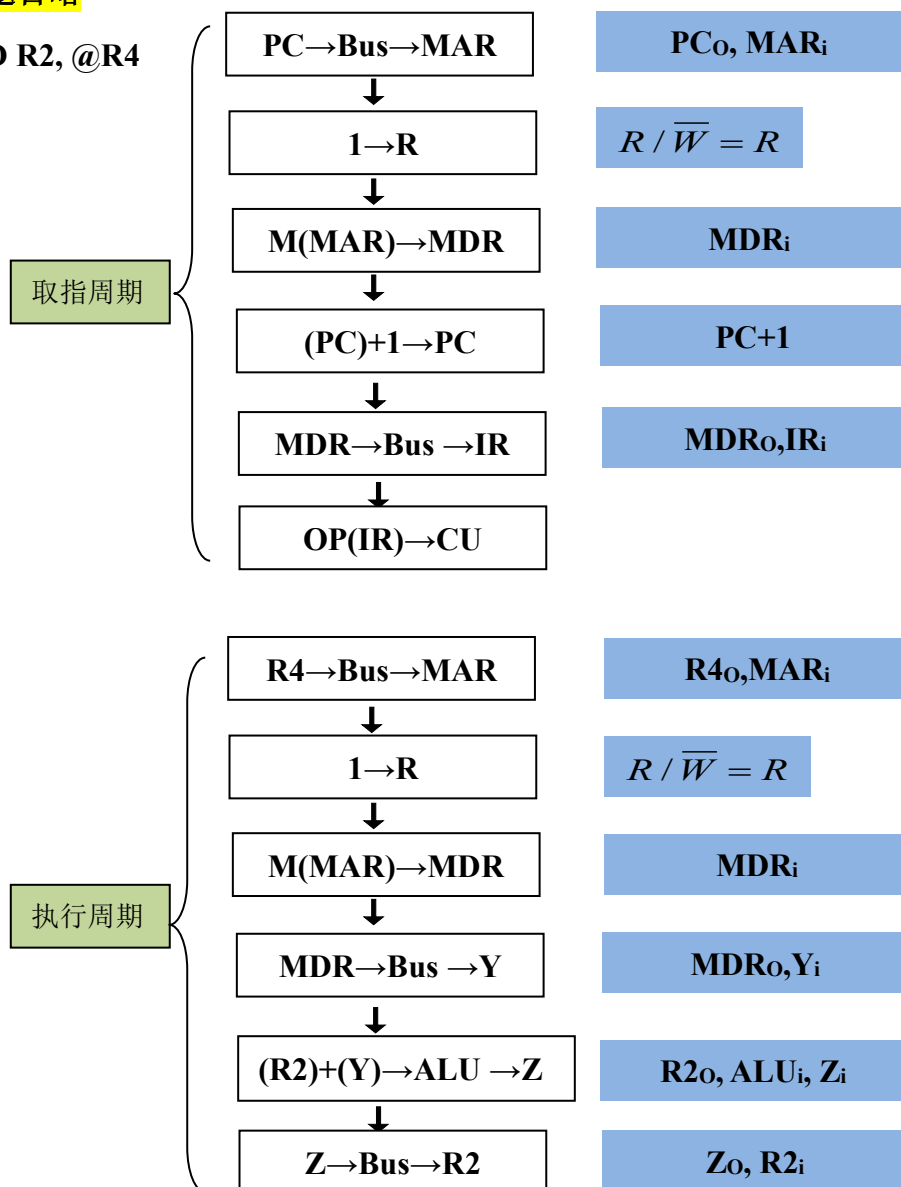 R2, @R4
PC→Bus→MAR
PCO, MARi
1→R
R / W̅ = R
M(MAR)→MDR
MDRi
取指周期
(PC)+1→PC
PC+1
MDR→Bus →IR
MDRO,IRi
OP(IR)→CU
R4→Bus→MAR
R4O,MARi
1→R
R / W̅ = R
M(MAR)→MDR
MDRi
执行周期
MDR→Bus →Y
MDRO,Yi
(R2)+(Y)→ALU →Z
R2O, ALUi, Zi
Z→Bus→R2
ZO, R2i